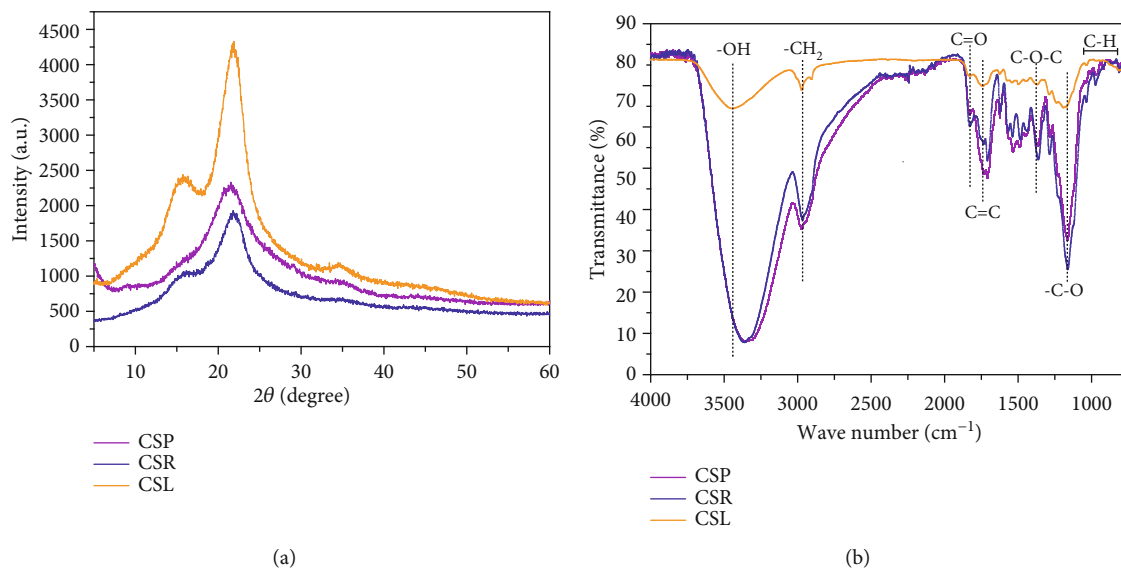 4500
4000
3500
3000
2500
2000
1500
1000
500
0
Intensity (a.u.)
10 20 30 40 50 60
2θ (degree)
CSP
CSR
CSL
(a)
80
70
60
50
40
30
20
10
0
Transmittance (%)
-OH
-CH₂
C=O
C-O-C
C-H
C=C
-C-O
4000 3500 3000 2500 2000 1500 1000
Wave number (cm⁻¹)
CSP
CSR
CSL
(b)